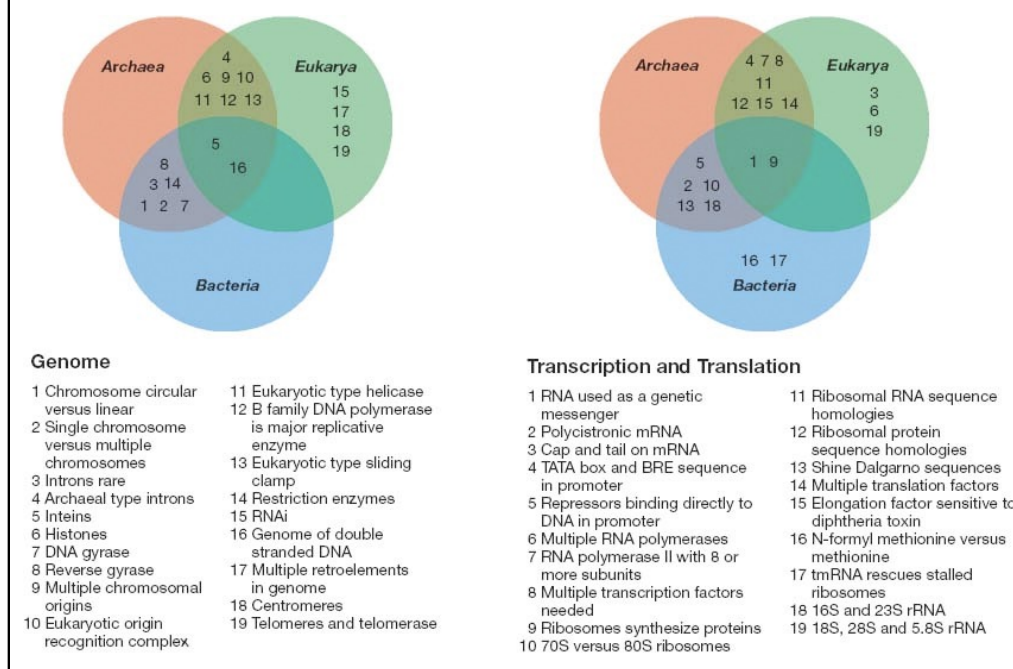 Archaea
Eukarya
4
6 9 10
11 12 13
15
17
18
19
5
16
8
3 14
1 2 7
Bacteria
Archaea
Eukarya
4 7 8
11
12 15 14
3
6
19
5
2 10
13 18
1 9
16 17
Bacteria
Genome
1 Chromosome circular
versus linear
2 Single chromosome
versus multiple
chromosomes
3 Introns rare
4 Archaeal type introns
5 Inteins
6 Histones
7 DNA gyrase
8 Reverse gyrase
9 Multiple chromosomal
origins
10 Eukaryotic origin
recognition complex
11 Eukaryotic type helicase
12 B family DNA polymerase
is major replicative
enzyme
13 Eukaryotic type sliding
clamp
14 Restriction enzymes
15 RNAi
16 Genome of double
stranded DNA
17 Multiple retroelements
in genome
18 Centromeres
19 Telomeres and telomerase
Transcription and Translation
1 RNA used as a genetic
messenger
2 Polycistronic mRNA
3 Cap and tail on mRNA
4 TATA box and BRE sequence
in promoter
5 Repressors binding directly to
DNA in promoter
6 Multiple RNA polymerases
7 RNA polymerase II with 8 or
more subunits
8 Multiple transcription factors
needed
9 Ribosomes synthesize proteins
10 70S versus 80S ribosomes
11 Ribosomal RNA sequence
homologies
12 Ribosomal protein
sequence homologies
13 Shine Dalgarno sequences
14 Multiple translation factors
15 Elongation factor sensitive to
diphtheria toxin
16 N-formyl methionine versus
methionine
17 tmRNA rescues stalled
ribosomes
18 16S and 23S rRNA
19 18S, 28S and 5.8S rRNA